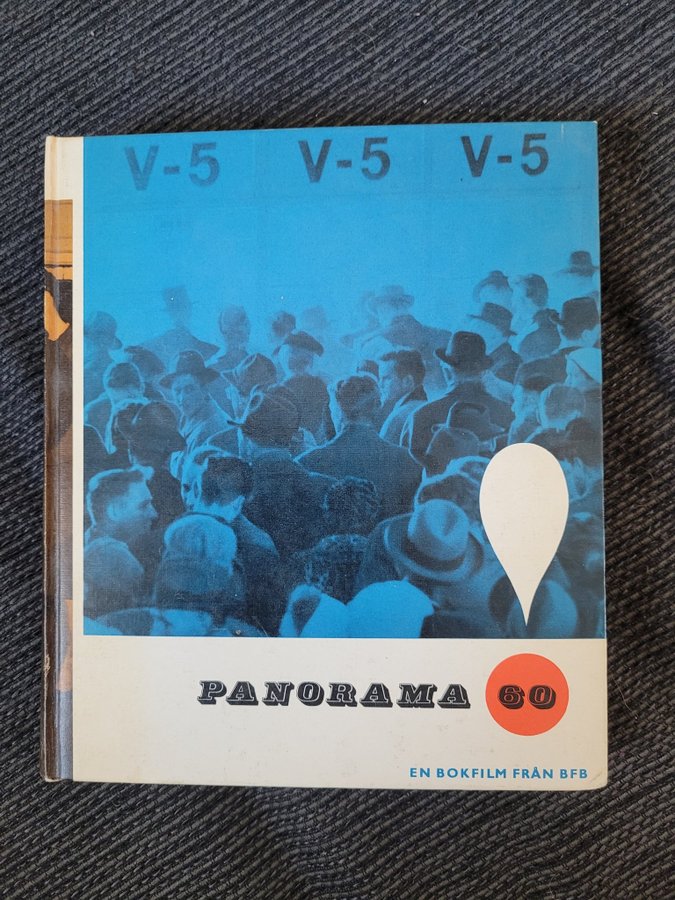 V-5 V-5 V-5
PANORAMA 60
EN BOKFILM FRÅN BFB